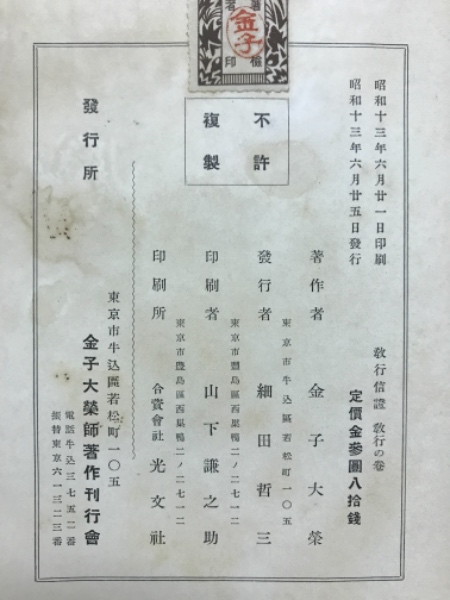 昭和十三年六月廿一日印刷
昭和十三年六月廿五日發行
教行信證 教行の卷
定價金參圓八拾錢
著作者 金子大榮
東京市牛込區若松町一〇五
發行者 細田哲三
東京市豐島區西巢鴨二ノ二七一二
印刷者 山下謙之助
東京市豐島區西巢鴨二ノ二七一二
印刷所 合資會社 光文社
不許
複製
發行所
東京市牛込區若松町一〇五
金子大榮師著作刊行會
電話牛込三七五二番
振替東京六一三二三番
金子
檢
印